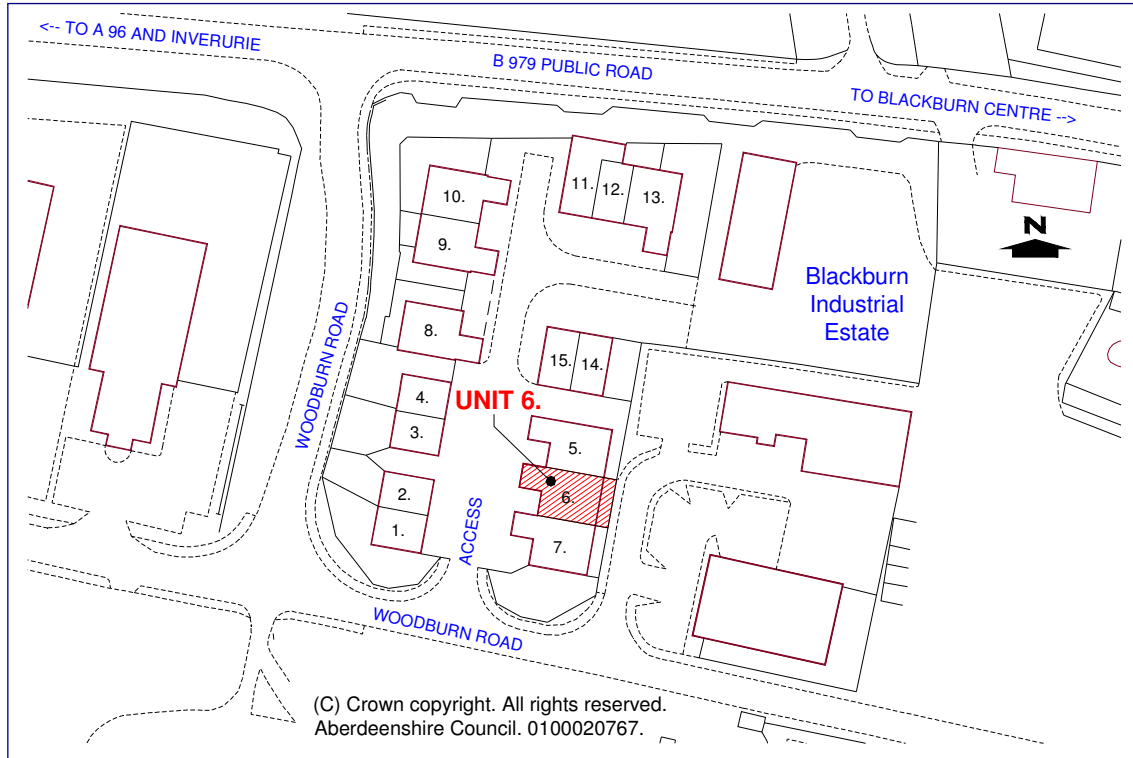 <-- TO A 96 AND INVERURIE
B 979 PUBLIC ROAD
TO BLACKBURN CENTRE -->
10.
11.
12.
13.
9.
N
Blackburn
Industrial
Estate
WOODBURN ROAD
8.
15.
14.
4.
UNIT 6.
3.
5.
2.
6.
1.
ACCESS
7.
WOODBURN ROAD
(C) Crown copyright. All rights reserved.
Aberdeenshire Council. 0100020767.